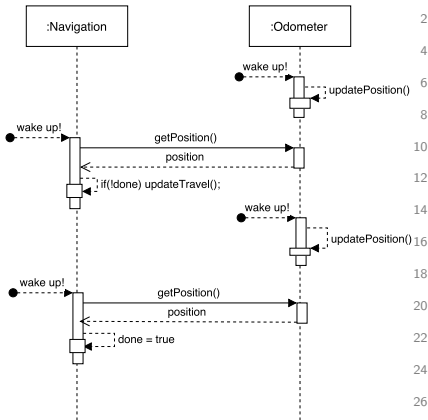 :Navigation
:Odometer
2
4
wake up!
6
updatePosition()
8
wake up!
getPosition()
10
position
12
if(!done) updateTravel();
14
wake up!
updatePosition()
16
18
wake up!
getPosition()
20
position
22
done = true
24
26